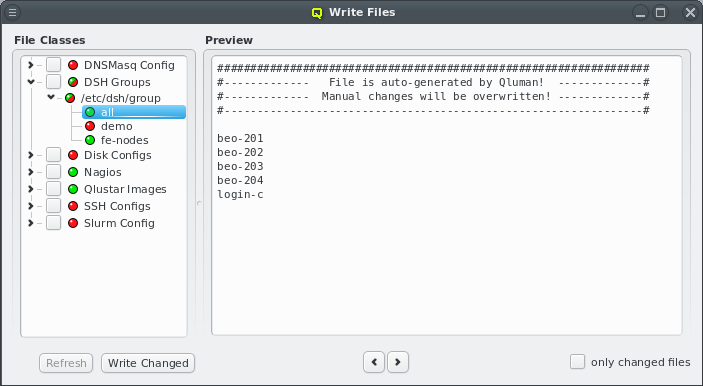 Write Files
File Classes
DNSMasq Config
DSH Groups
/etc/dsh/group
all
demo
fe-nodes
Disk Configs
Nagios
Qlustar Images
SSH Configs
Slurm Config
Refresh
Write Changed
Preview
#################################################################
#-------------   File is auto-generated by Qluman!  -------------#
#-------------  Manual changes will be overwritten! -------------#
#---------------------------------------------------------------#
beo-201
beo-202
beo-203
beo-204
login-c
only changed files